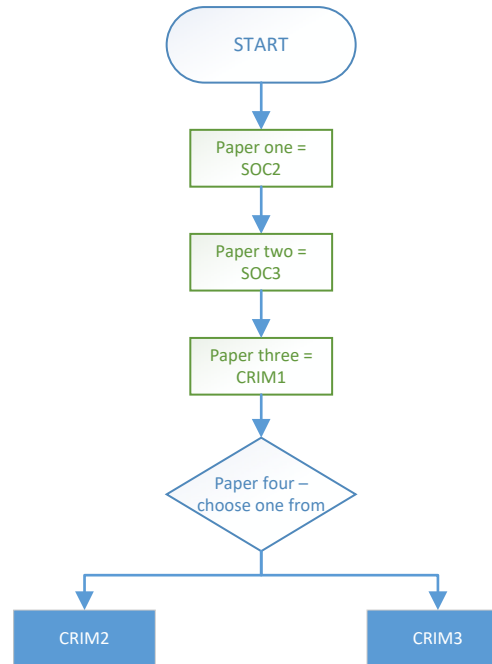 START
Paper one =
SOC2
Paper two =
SOC3
Paper three =
CRIM1
Paper four –
choose one from
CRIM2
CRIM3